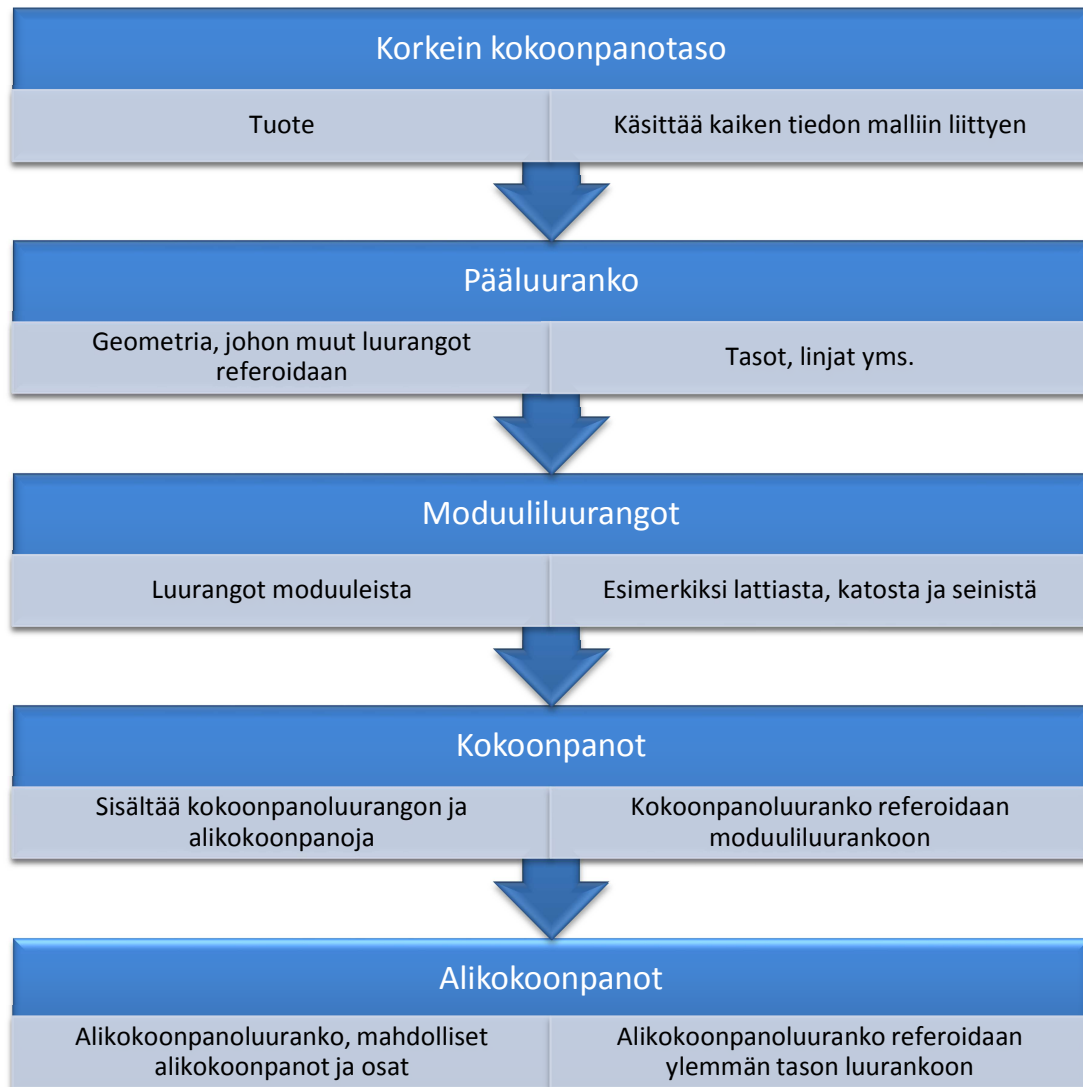 Korkein kokoonpanotaso
Tuote
Käsittää kaiken tiedon malliin liittyen
Pääluuranko
Geometria, johon muut luurangot
referoidaan
Tasot, linjat yms.
Moduuliluurangot
Luurangot moduuleista
Esimerkiksi lattiasta, katosta ja seinistä
Kokoonpanot
Sisältää kokoonpanoluurangon ja
alikokoonpanoja
Kokoonpanoluuranko referoidaan
moduuliluurankoon
Alikokoonpanot
Alikokoonpanoluuranko, mahdolliset
alikokoonpanot ja osat
Alikokoonpanoluuranko referoidaan
ylemmän tason luurankoon